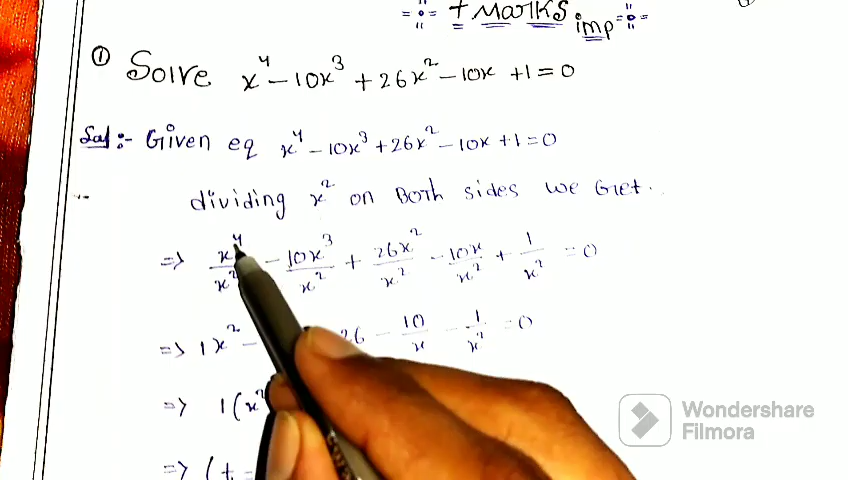 + Marks imp
① Solve x⁴ - 10x³ + 26x² - 10x + 1 = 0
Sol :- Given eq x⁴ - 10x³ + 26x² - 10x + 1 = 0
dividing x² on Both sides we Get.
=> x⁴/x² - 10x³/x² + 26x²/x² - 10x/x² + 1/x² = 0
=> 1x² - 26 - 10/x - 1/x² = 0
=> 1(x²
=> (t -
Wondershare
Filmora